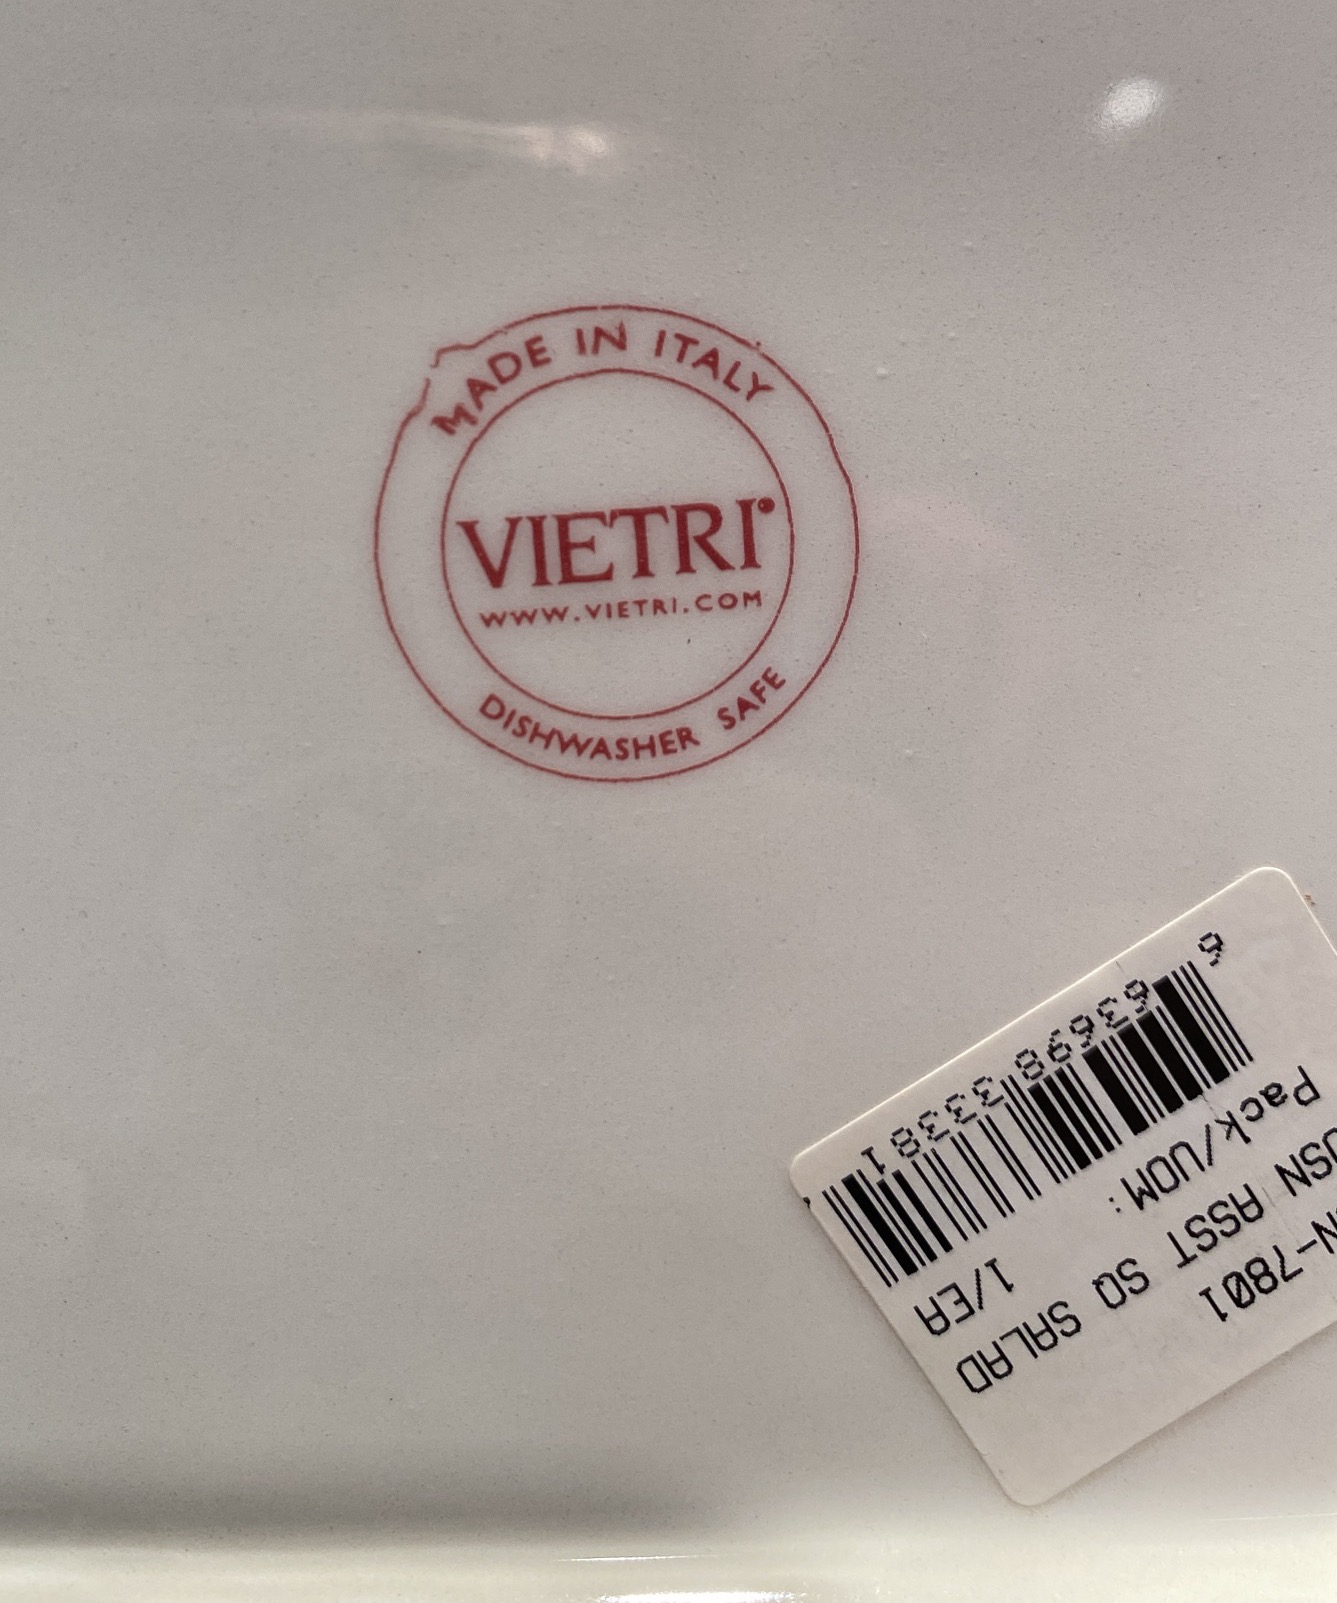 MADE IN ITALY
VIETRI
WWW.VIETRI.COM
DISHWASHER SAFE
N-7801
ASST SQ SALAD
Pack/UOM: 1/EA
6 63698 33381